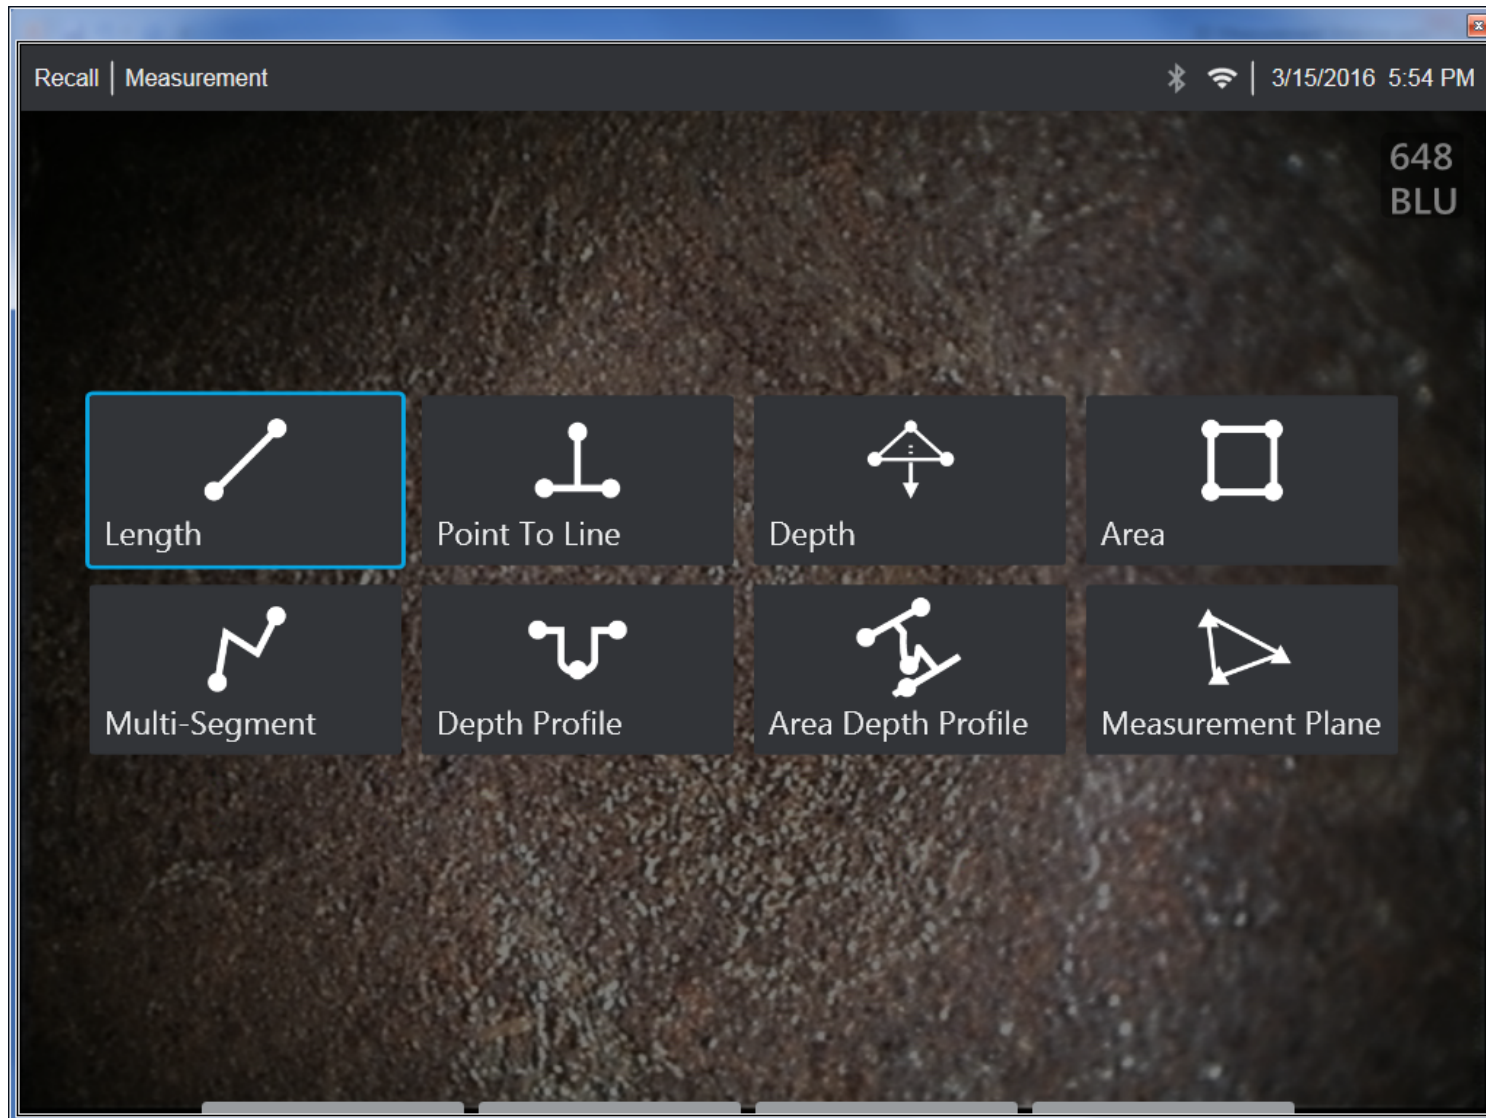 Recall | Measurement
3/15/2016 5:54 PM
648
BLU
Length
Point To Line
Depth
Area
Multi-Segment
Depth Profile
Area Depth Profile
Measurement Plane